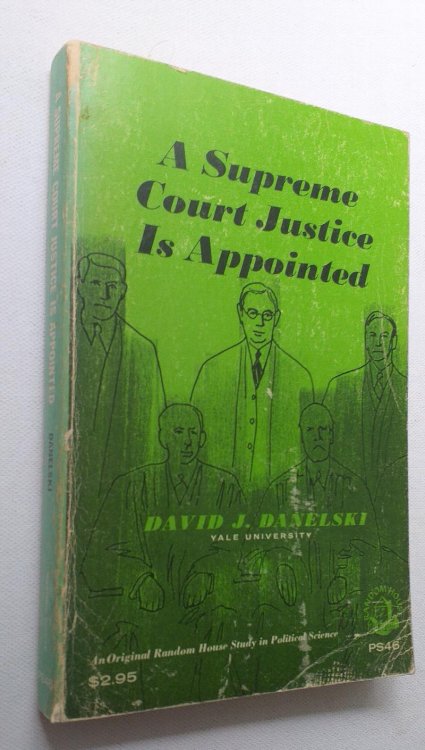 A Supreme
Court Justice
Is Appointed
DAVID J. DANELSKI
YALE UNIVERSITY
An Original Random House Study in Political Science
$2.95
PS46
A SUPREME COURT JUSTICE IS APPOINTED
DANELSKI